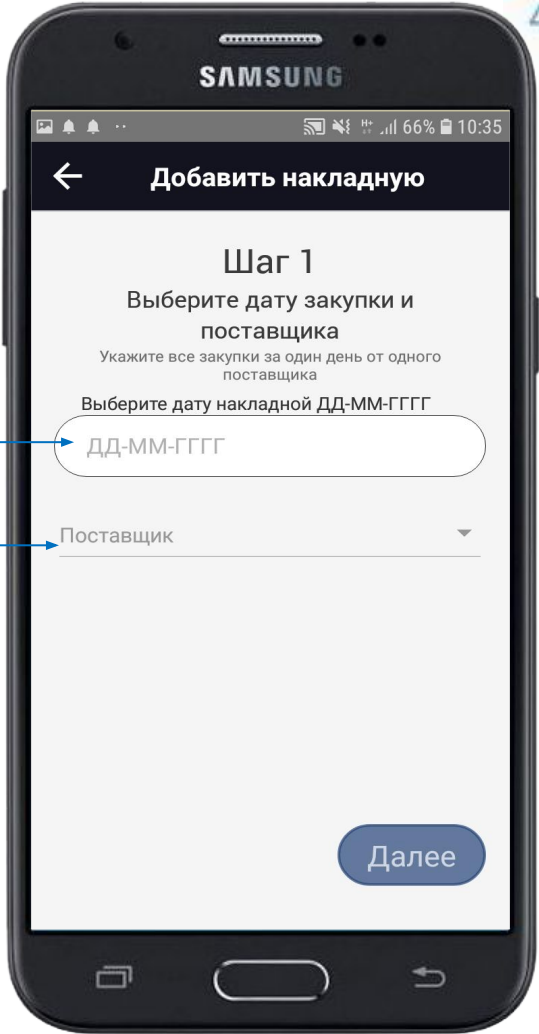 SAMSUNG
H+ 66% 10:35
Добавить накладную
Шаг 1
Выберите дату закупки и
поставщика
Укажите все закупки за один день от одного
поставщика
Выберите дату накладной ДД-ММ-ГГГГ
ДД-ММ-ГГГГ
Поставщик
Далее